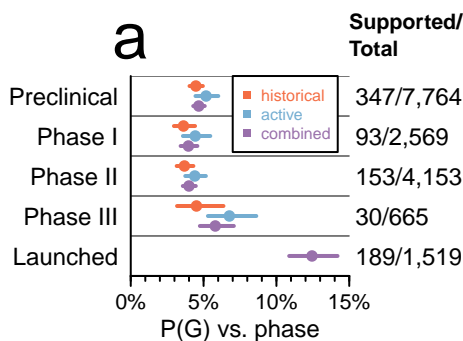 a
Supported/
Total
Preclinical 347/7,764
historical
active
combined
Phase I 93/2,569
Phase II 153/4,153
Phase III 30/665
Launched 189/1,519
0% 5% 10% 15%
P(G) vs. phase